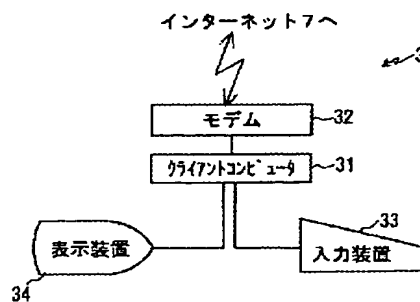 インターネット7へ
3
モデム
32
クライアントコンピュータ
31
33
表示装置
入力装置
34